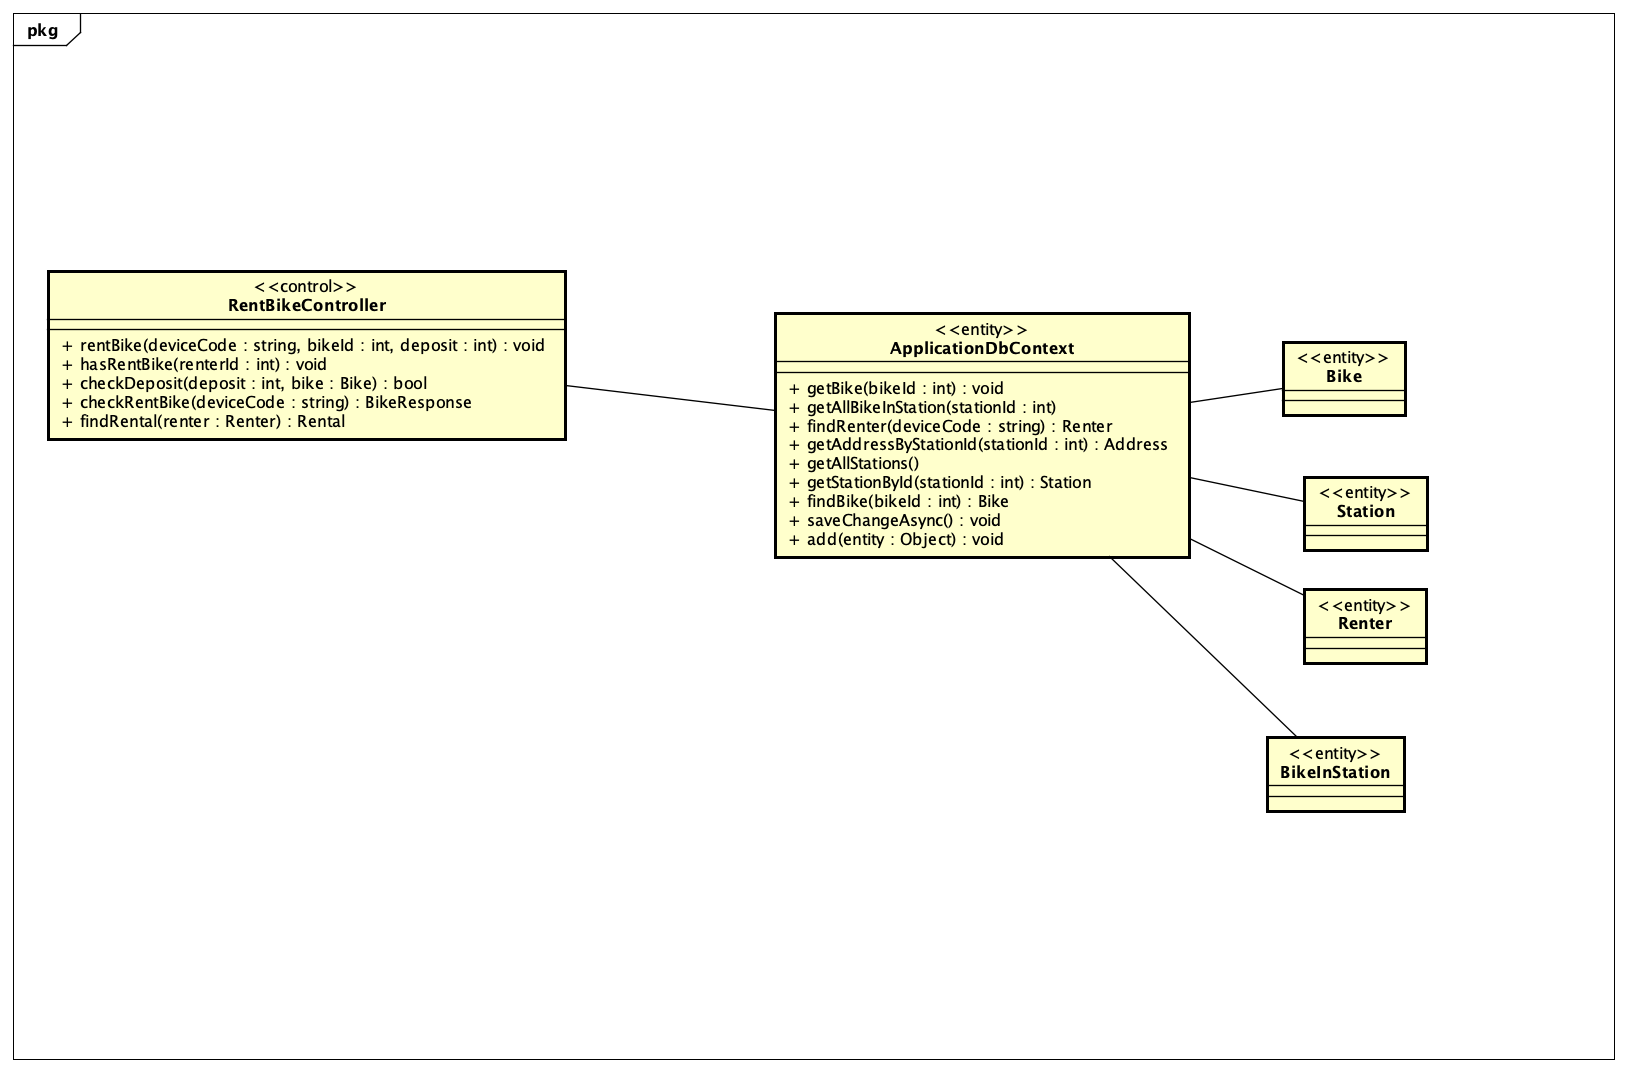 pkg
<<control>>
RentBikeController
+ rentBike(deviceCode : string, bikeId : int, deposit : int) : void
+ hasRentBike(renterId : int) : void
+ checkDeposit(deposit : int, bike : Bike) : bool
+ checkRentBike(deviceCode : string) : BikeResponse
+ findRental(renter : Renter) : Rental
<<entity>>
ApplicationDbContext
+ getBike(bikeId : int) : void
+ getAllBikeInStation(stationId : int)
+ findRenter(deviceCode : string) : Renter
+ getAddressByStationId(stationId : int) : Address
+ getAllStations()
+ getStationById(stationId : int) : Station
+ findBike(bikeId : int) : Bike
+ saveChangeAsync() : void
+ add(entity : Object) : void
<<entity>>
Bike
<<entity>>
Station
<<entity>>
Renter
<<entity>>
BikeInStation